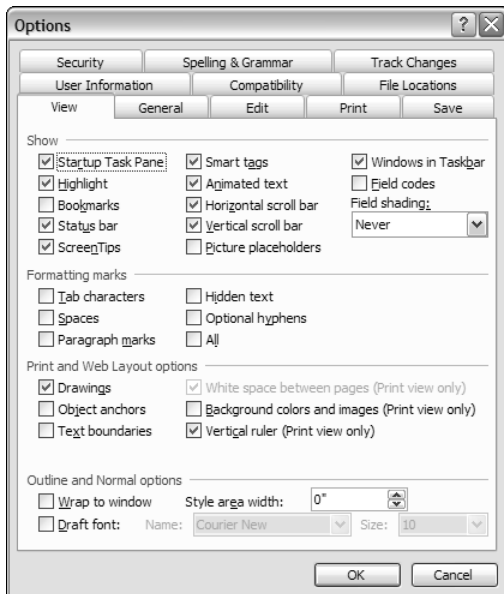 Options
Security Spelling & Grammar Track Changes
User Information Compatibility File Locations
View General Edit Print Save
Show
Startup Task Pane Smart tags Windows in Taskbar
Highlight Animated text Field codes
Bookmarks Horizontal scroll bar Field shading:
Status bar Vertical scroll bar Never
ScreenTips Picture placeholders
Formatting marks
Tab characters Hidden text
Spaces Optional hyphens
Paragraph marks All
Print and Web Layout options
Drawings White space between pages (Print view only)
Object anchors Background colors and images (Print view only)
Text boundaries Vertical ruler (Print view only)
Outline and Normal options
Wrap to window Style area width: 0"
Draft font: Name: Courier New Size: 10
OK Cancel